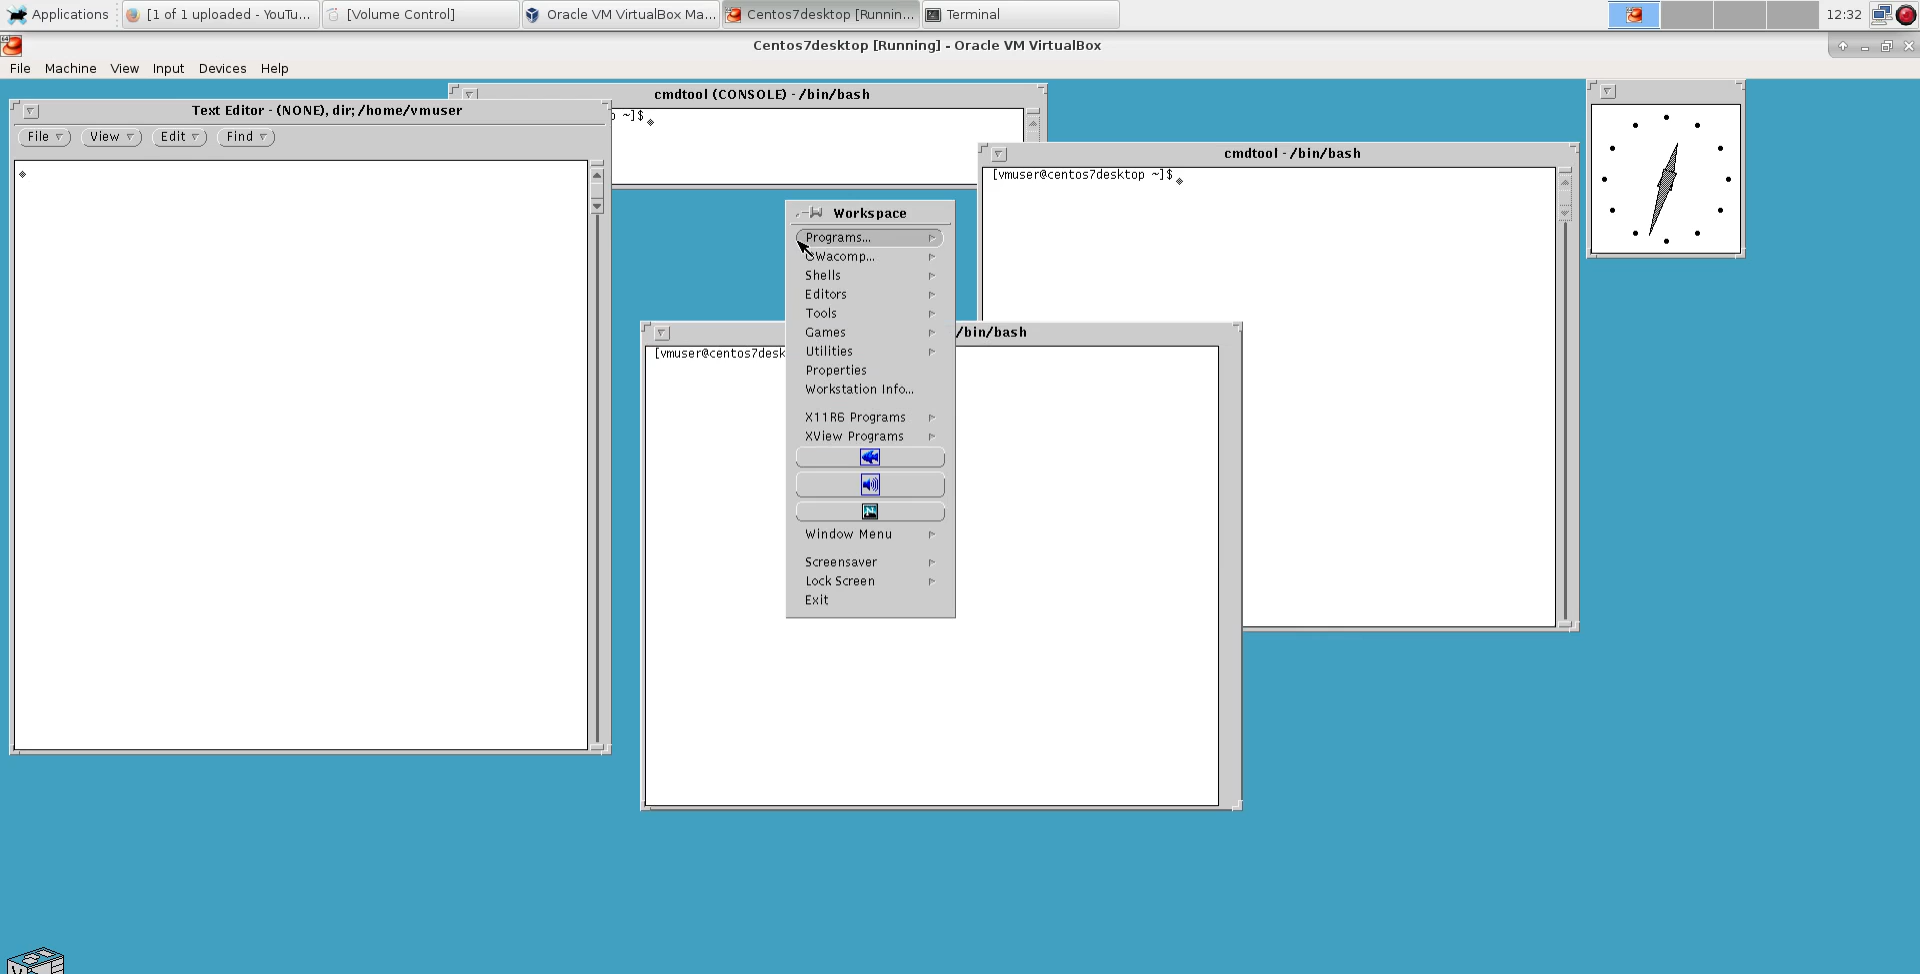 Applications
[1 of 1 uploaded - YouTu...
[Volume Control]
Oracle VM VirtualBox Ma...
Centos7desktop [Runnin...
Terminal
12:32
Centos7desktop [Running] - Oracle VM VirtualBox
File Machine View Input Devices Help
cmdtool (CONSOLE) - /bin/bash
~]$
Text Editor - (NONE), dir; /home/vmuser
File View Edit Find
cmdtool - /bin/bash
[vmuser@centos7desktop ~]$
Workspace
Programs...
Shells
Editors
Tools
Games
Utilities
Properties
Workstation Info...
X11R6 Programs
XView Programs
Window Menu
Screensaver
Lock Screen
Exit
/bin/bash
[vmuser@centos7desk